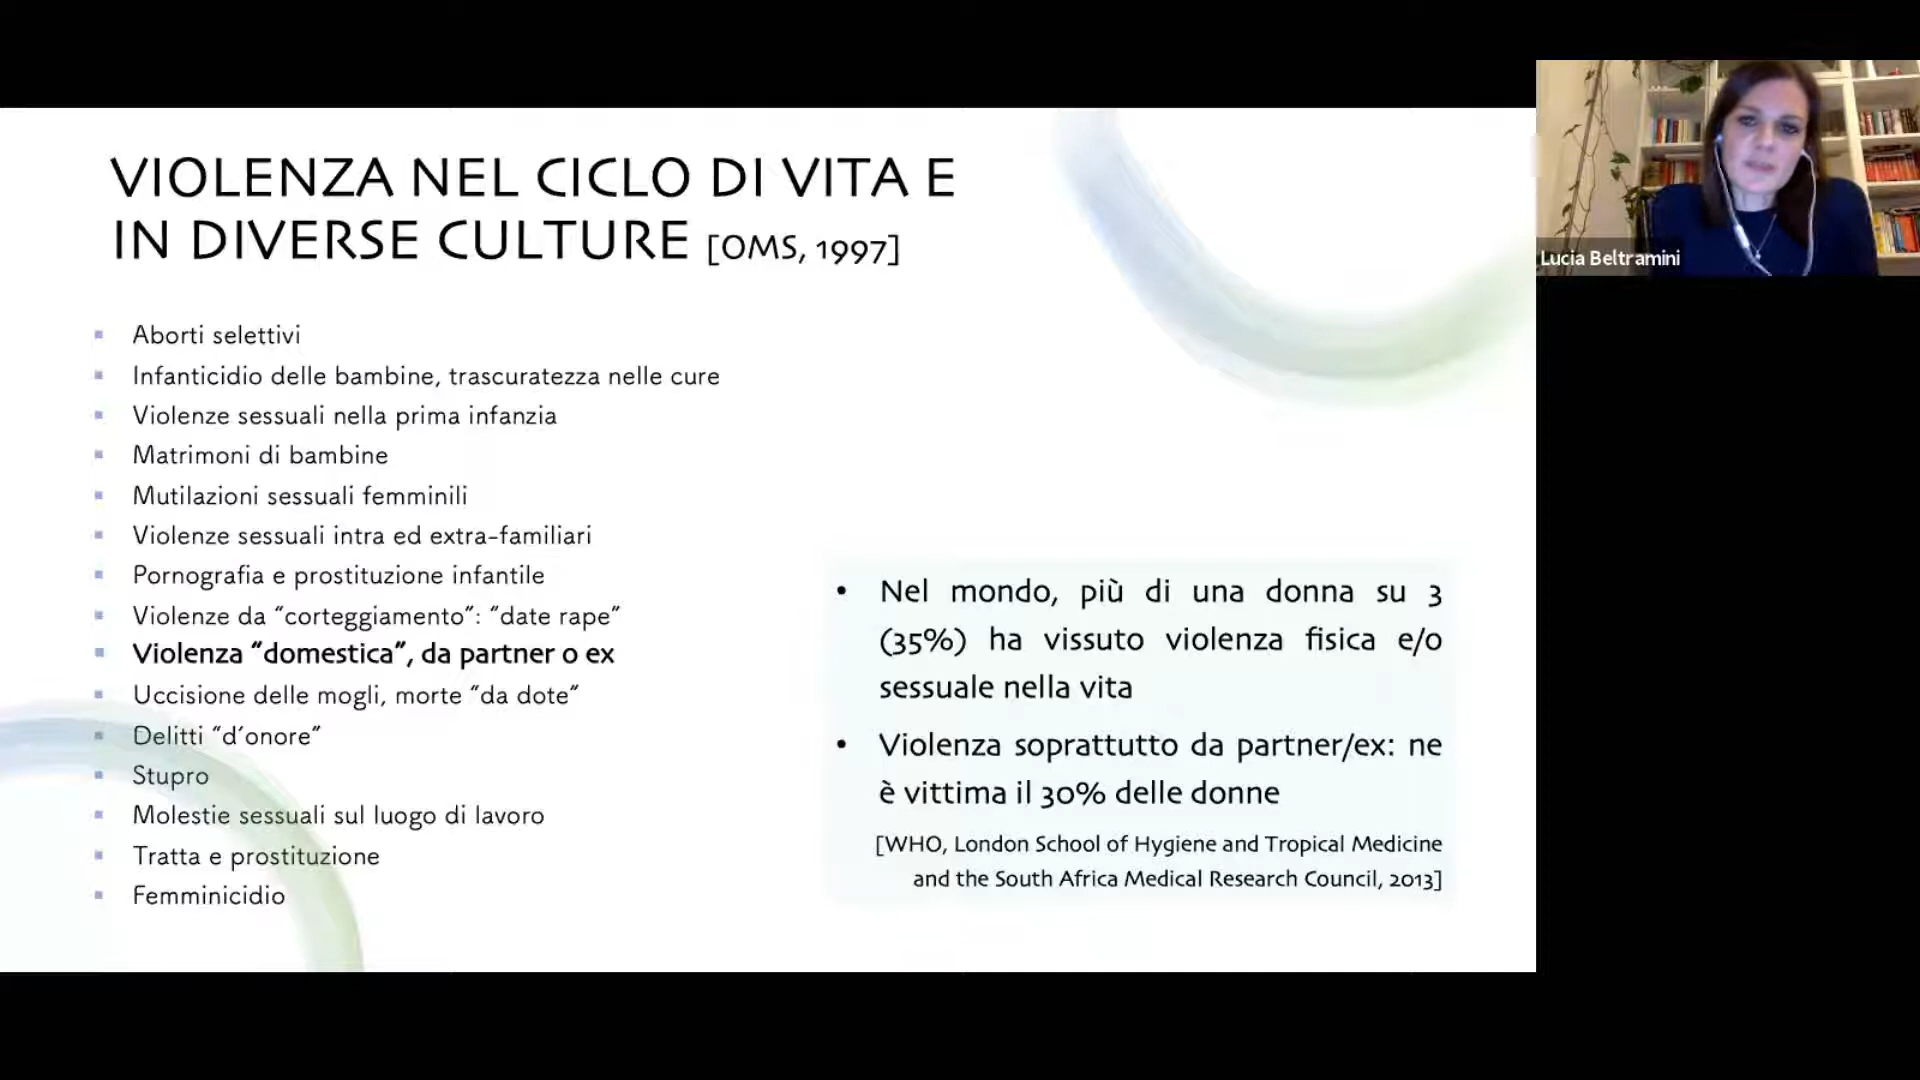 VIOLENZA NEL CICLO DI VITA E
IN DIVERSE CULTURE [OMS, 1997]
Aborti selettivi
Infanticidio delle bambine, trascuratezza nelle cure
Violenze sessuali nella prima infanzia
Matrimoni di bambine
Mutilazioni sessuali femminili
Violenze sessuali intra ed extra-familiari
Pornografia e prostituzione infantile
Violenze da “corteggiamento”: “date rape”
Violenza “domestica”, da partner o ex
Uccisione delle mogli, morte “da dote”
Delitti “d’onore”
Stupro
Molestie sessuali sul luogo di lavoro
Tratta e prostituzione
Femminicidio
• Nel mondo, più di una donna su 3
(35%) ha vissuto violenza fisica e/o
sessuale nella vita
• Violenza soprattutto da partner/ex: ne
è vittima il 30% delle donne
[WHO, London School of Hygiene and Tropical Medicine
and the South Africa Medical Research Council, 2013]
Lucia Beltramini